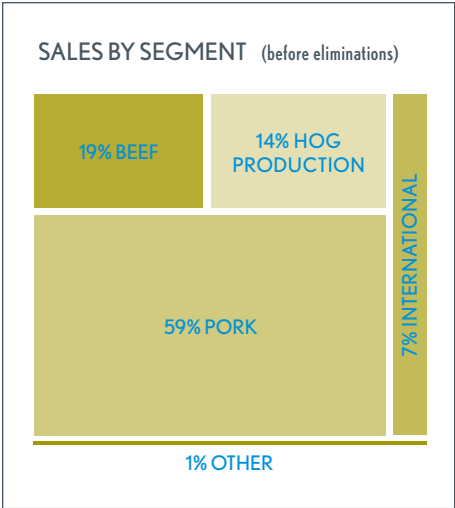 SALES BY SEGMENT (before eliminations)
19% BEEF
14% HOG
PRODUCTION
7% INTERNATIONAL
59% PORK
1% OTHER